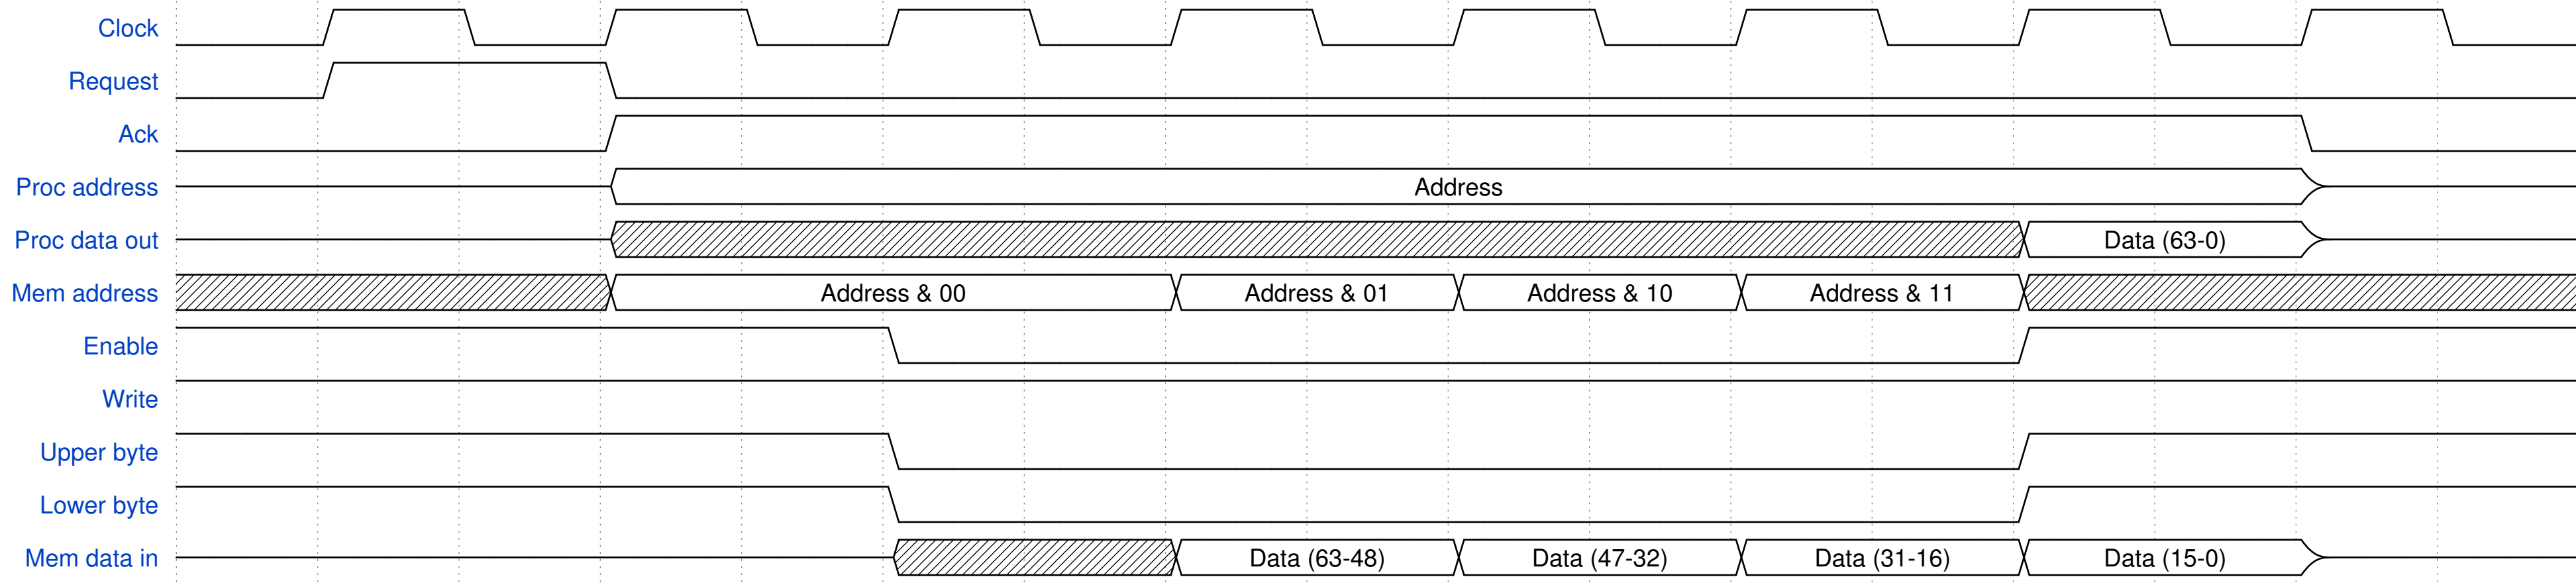 Clock
Request
Ack
Proc address Address
Proc data out Data (63-0)
Mem address Address & 00 Address & 01 Address & 10 Address & 11
Enable
Write
Upper byte
Lower byte
Mem data in Data (63-48) Data (47-32) Data (31-16) Data (15-0)